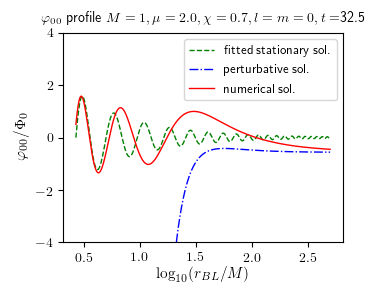 φ₀₀ profile M = 1, μ = 2.0, χ = 0.7, l = m = 0, t =32.5
fitted stationary sol.
perturbative sol.
numerical sol.
4
2
0
−2
−4
φ₀₀/Φ₀
0.5 1.0 1.5 2.0 2.5
log₁₀(r_BL/M)